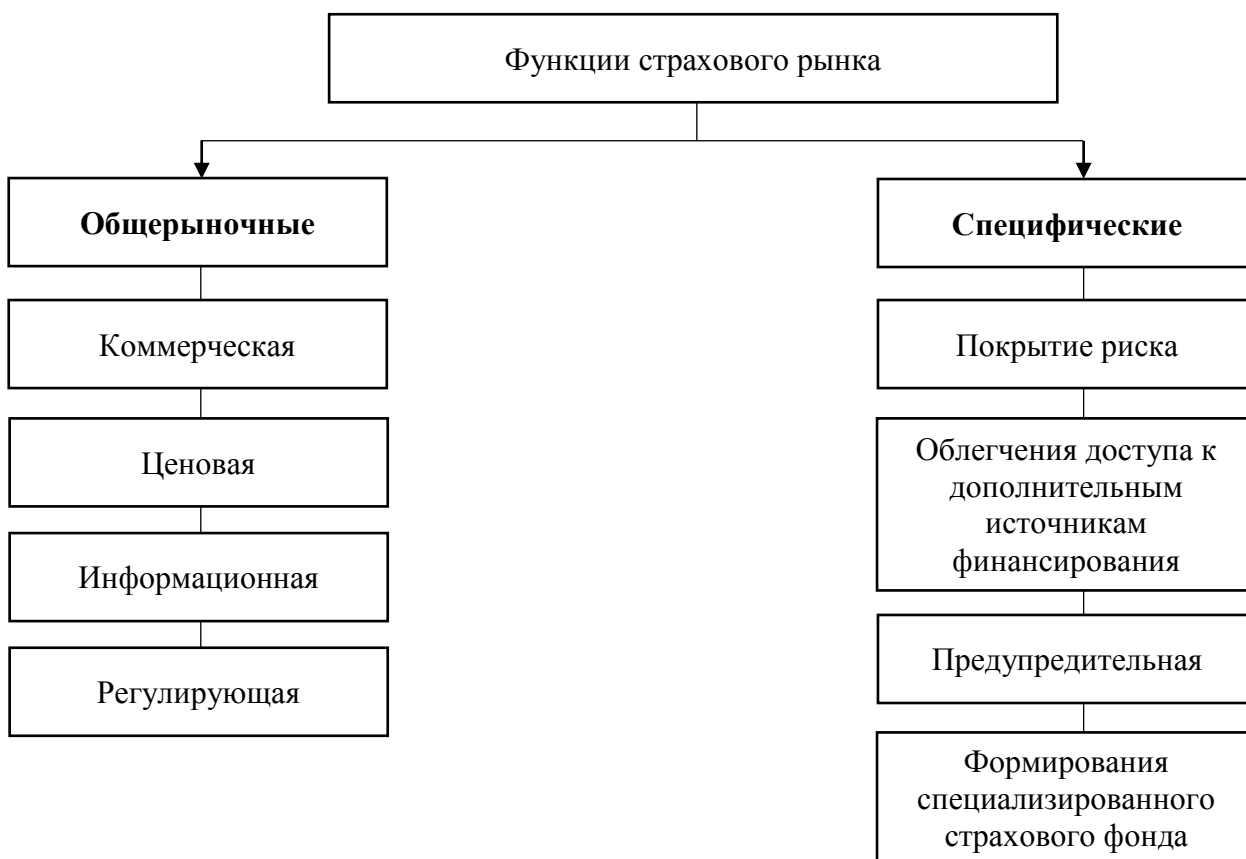 Функции страхового рынка
Общерыночные
Коммерческая
Ценовая
Информационная
Регулирующая
Специфические
Покрытие риска
Облегчения доступа к
дополнительным
источникам
финансирования
Предупредительная
Формирования
специализированного
страхового фонда